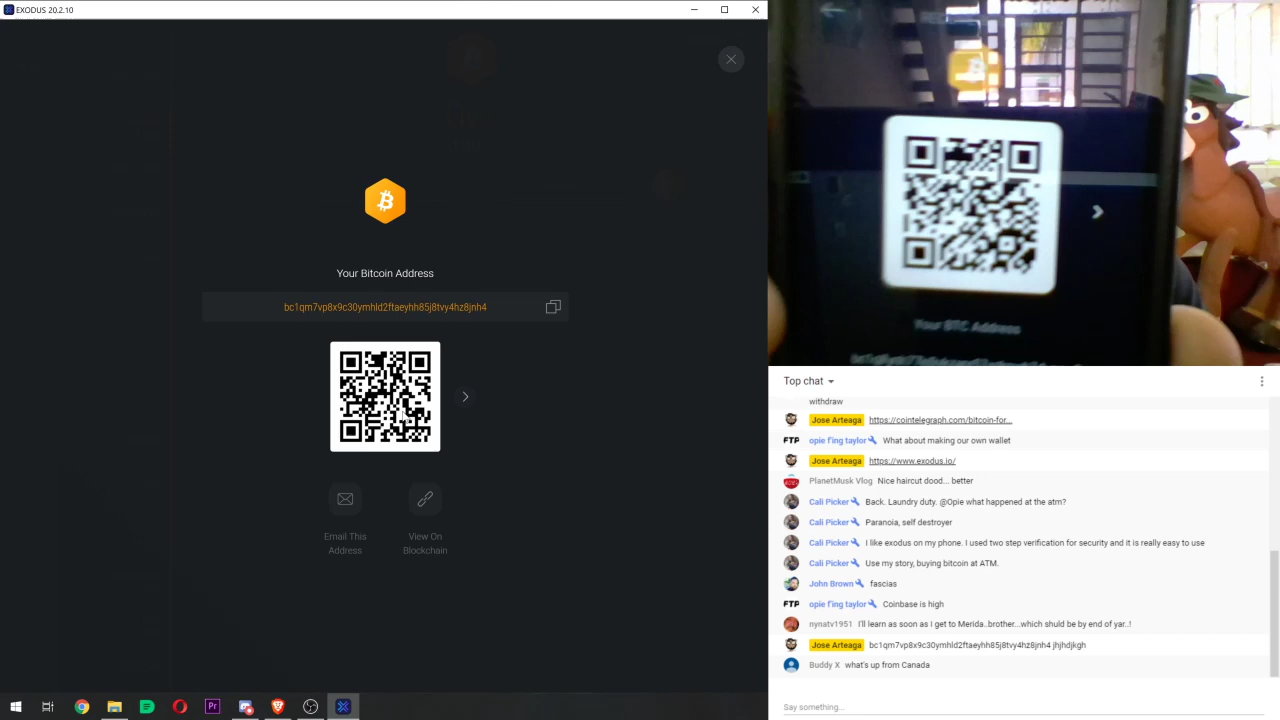 EXODUS 20.2.10
Your Bitcoin Address
bc1qm7vp8x9c30ymhld2ftaeyhh85j8tvy4hz8jnh4
Email This
Address
View On
Blockchain
Your BTC Address
Top chat
withdraw
Jose Arteaga https://cointelegraph.com/bitcoin-for...
FTP opie f'ing taylor What about making our own wallet
Jose Arteaga https://www.exodus.io/
PlanetMusk Vlog Nice haircut dood... better
Cali Picker Back. Laundry duty. @Opie what happened at the atm?
Cali Picker Paranoia, self destroyer
Cali Picker I like exodus on my phone. I used two step verification for security and it is really easy to use
Cali Picker Use my story, buying bitcoin at ATM.
John Brown fascias
FTP opie f'ing taylor Coinbase is high
nynatv1951 I'll learn as soon as I get to Merida..brother...which shuld be by end of yar..!
Jose Arteaga bc1qm7vp8x9c30ymhld2ftaeyhh85j8tvy4hz8jnh4 jhjhdjkgh
Buddy X what's up from Canada
Say something...
Pr